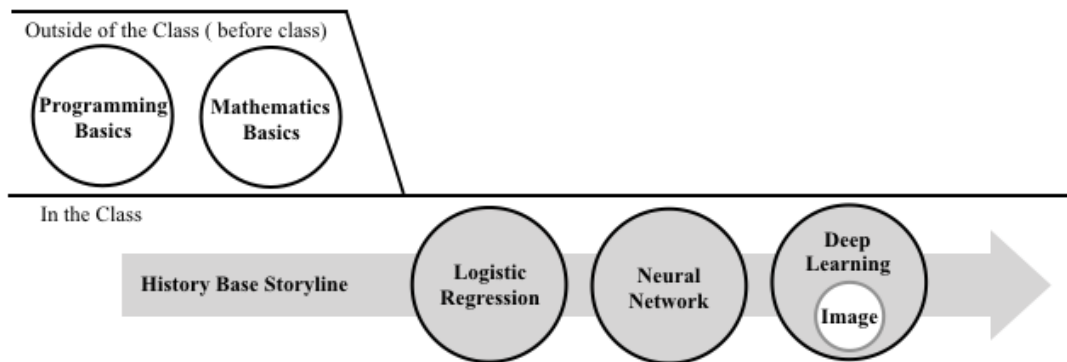 Outside of the Class ( before class)
Programming
Basics
Mathematics
Basics
In the Class
History Base Storyline
Logistic
Regression
Neural
Network
Deep
Learning
Image